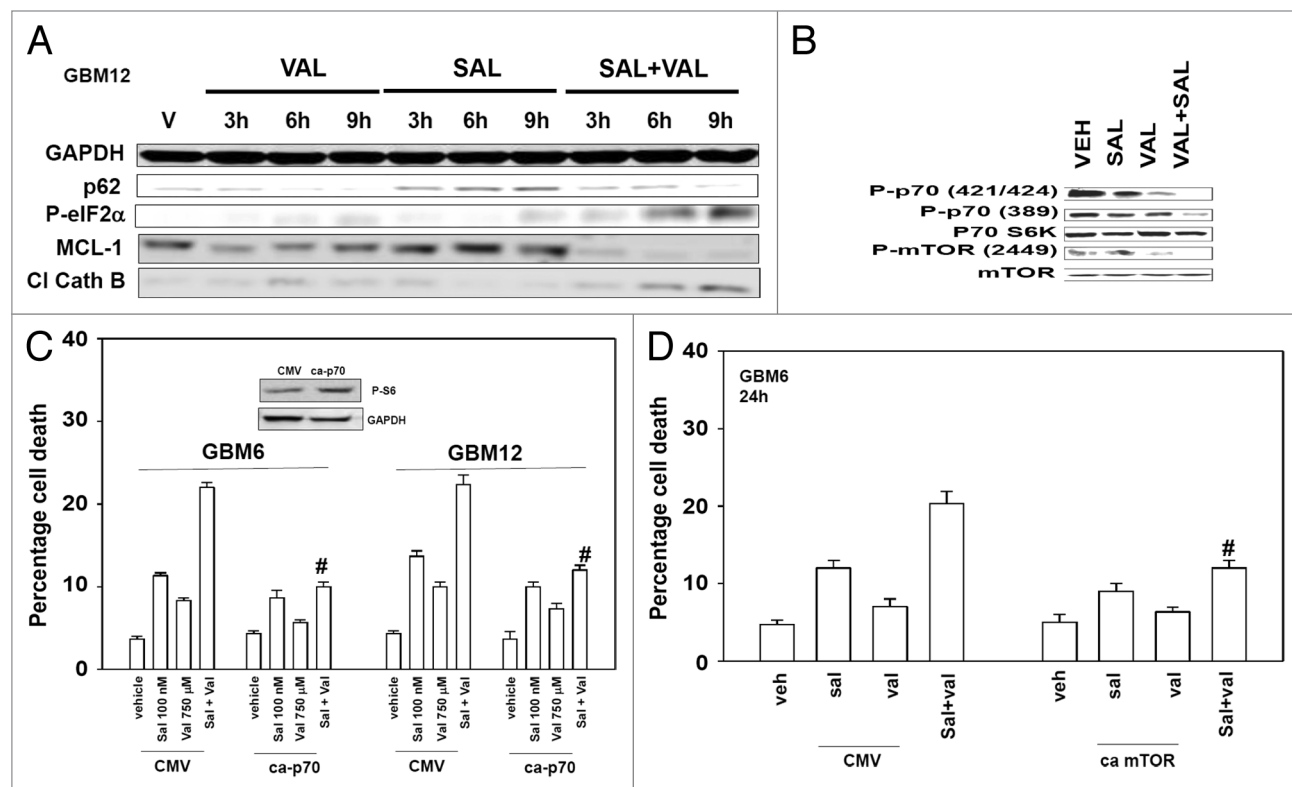 A
GBM12
VAL SAL SAL+VAL
V 3h 6h 9h 3h 6h 9h 3h 6h 9h
GAPDH
p62
P-eIF2α
MCL-1
Cl Cath B
B
VEH SAL VAL VAL+SAL
P-p70 (421/424)
P-p70 (389)
P70 S6K
P-mTOR (2449)
mTOR
C
Percentage cell death
40
30
20
10
0
CMV ca-p70
P-S6
GAPDH
GBM6 GBM12
# #
vehicle Sal 100 nM Val 750 µM Sal + Val vehicle Sal 100 nM Val 750 µM Sal + Val vehicle Sal 100 nM Val 750 µM Sal + Val vehicle Sal 100 nM Val 750 µM Sal + Val
CMV ca-p70 CMV ca-p70
D
Percentage cell death
40
30
20
10
0
GBM6
24h
#
veh sal val Sal+val veh sal val Sal+val
CMV ca mTOR